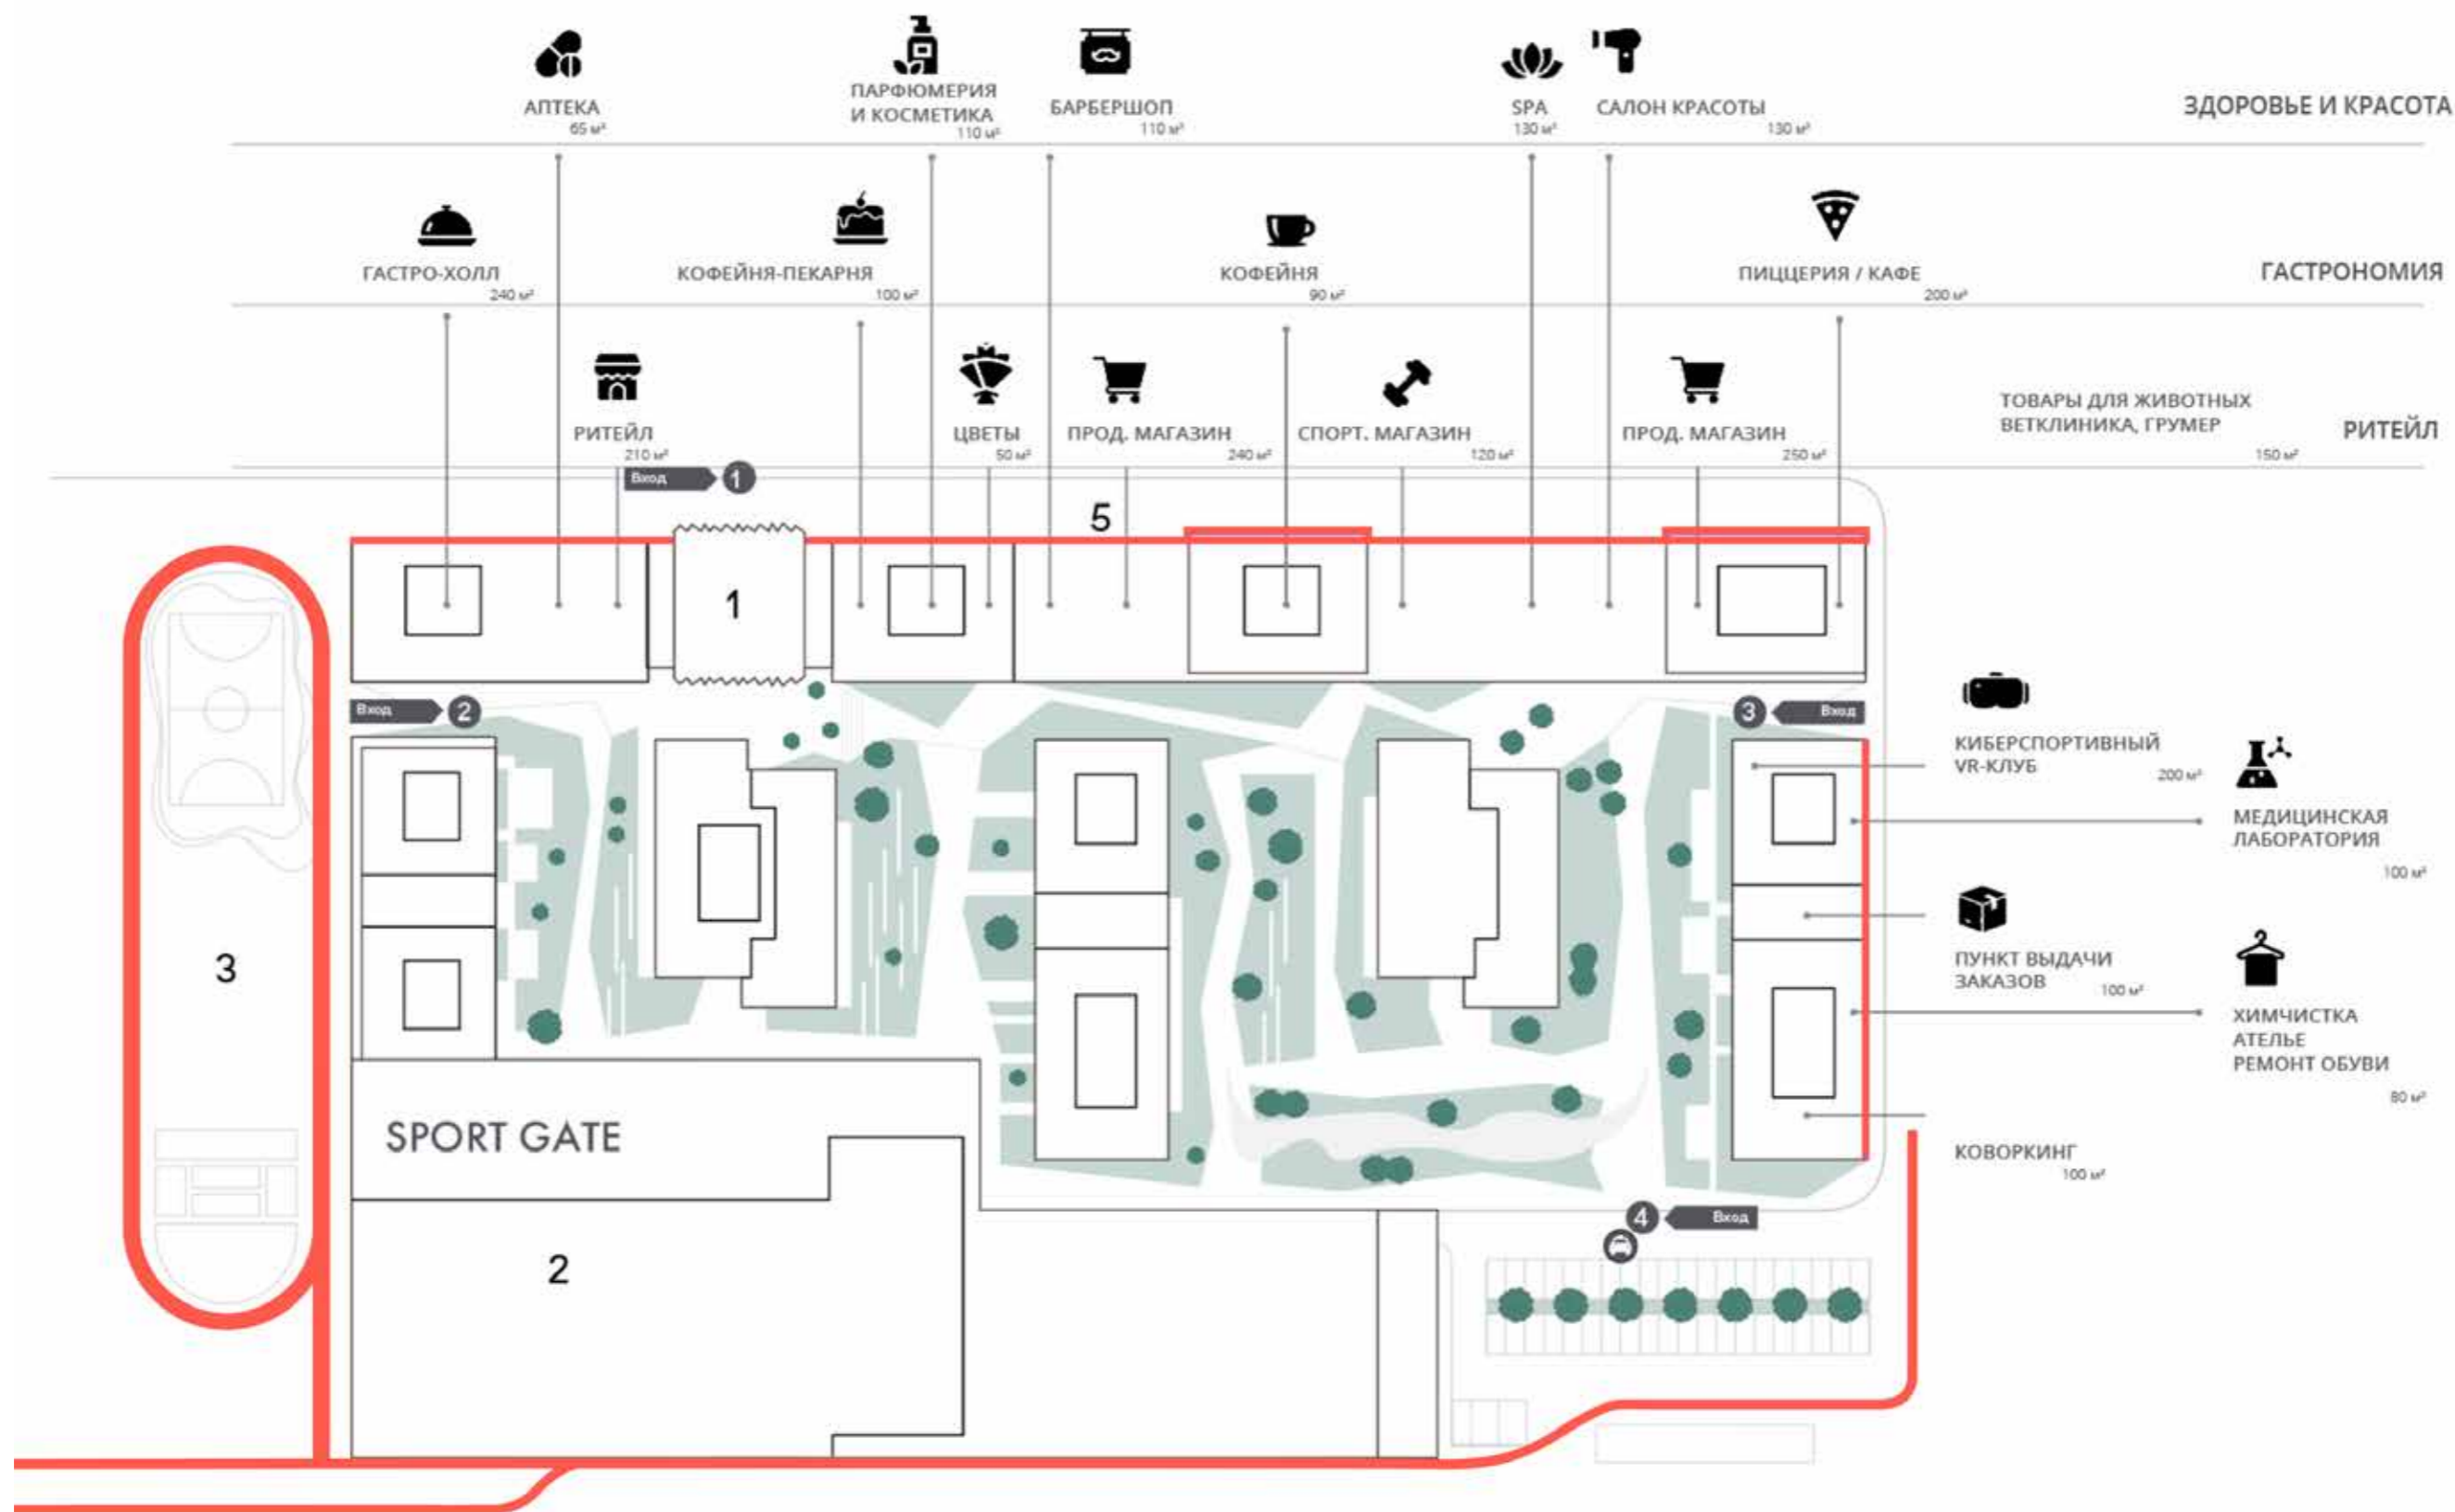 АПТЕКА
65 м²
ПАРФЮМЕРИЯ
И КОСМЕТИКА
110 м²
БАРБЕРШОП
110 м²
SPA
130 м²
САЛОН КРАСОТЫ
130 м²
ЗДОРОВЬЕ И КРАСОТА
ГАСТРО-ХОЛЛ
240 м²
КОФЕЙНЯ-ПЕКАРНЯ
100 м²
КОФЕЙНЯ
90 м²
ПИЦЦЕРИЯ / КАФЕ
200 м²
ГАСТРОНОМИЯ
РИТЕЙЛ
210 м²
ЦВЕТЫ
50 м²
ПРОД. МАГАЗИН
240 м²
СПОРТ. МАГАЗИН
120 м²
ПРОД. МАГАЗИН
250 м²
ТОВАРЫ ДЛЯ ЖИВОТНЫХ
ВЕТКЛИНИКА, ГРУМЕР
150 м²
РИТЕЙЛ
Вход 1
5
1
Вход 2
3 Вход
КИБЕРСПОРТИВНЫЙ
VR-КЛУБ
200 м²
МЕДИЦИНСКАЯ
ЛАБОРАТОРИЯ
100 м²
ПУНКТ ВЫДАЧИ
ЗАКАЗОВ
100 м²
ХИМЧИСТКА
АТЕЛЬЕ
РЕМОНТ ОБУВИ
80 м²
КОВОРКИНГ
100 м²
3
SPORT GATE
4 Вход
2